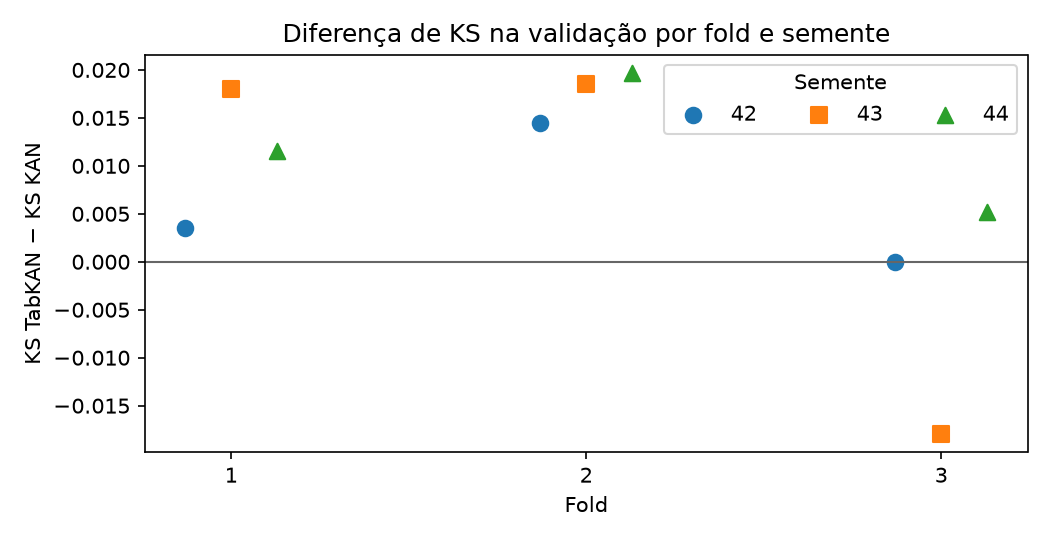 Diferença de KS na validação por fold e semente
KS TabKAN − KS KAN
0.020
0.015
0.010
0.005
0.000
−0.005
−0.010
−0.015
Semente
42 43 44
1 2 3
Fold